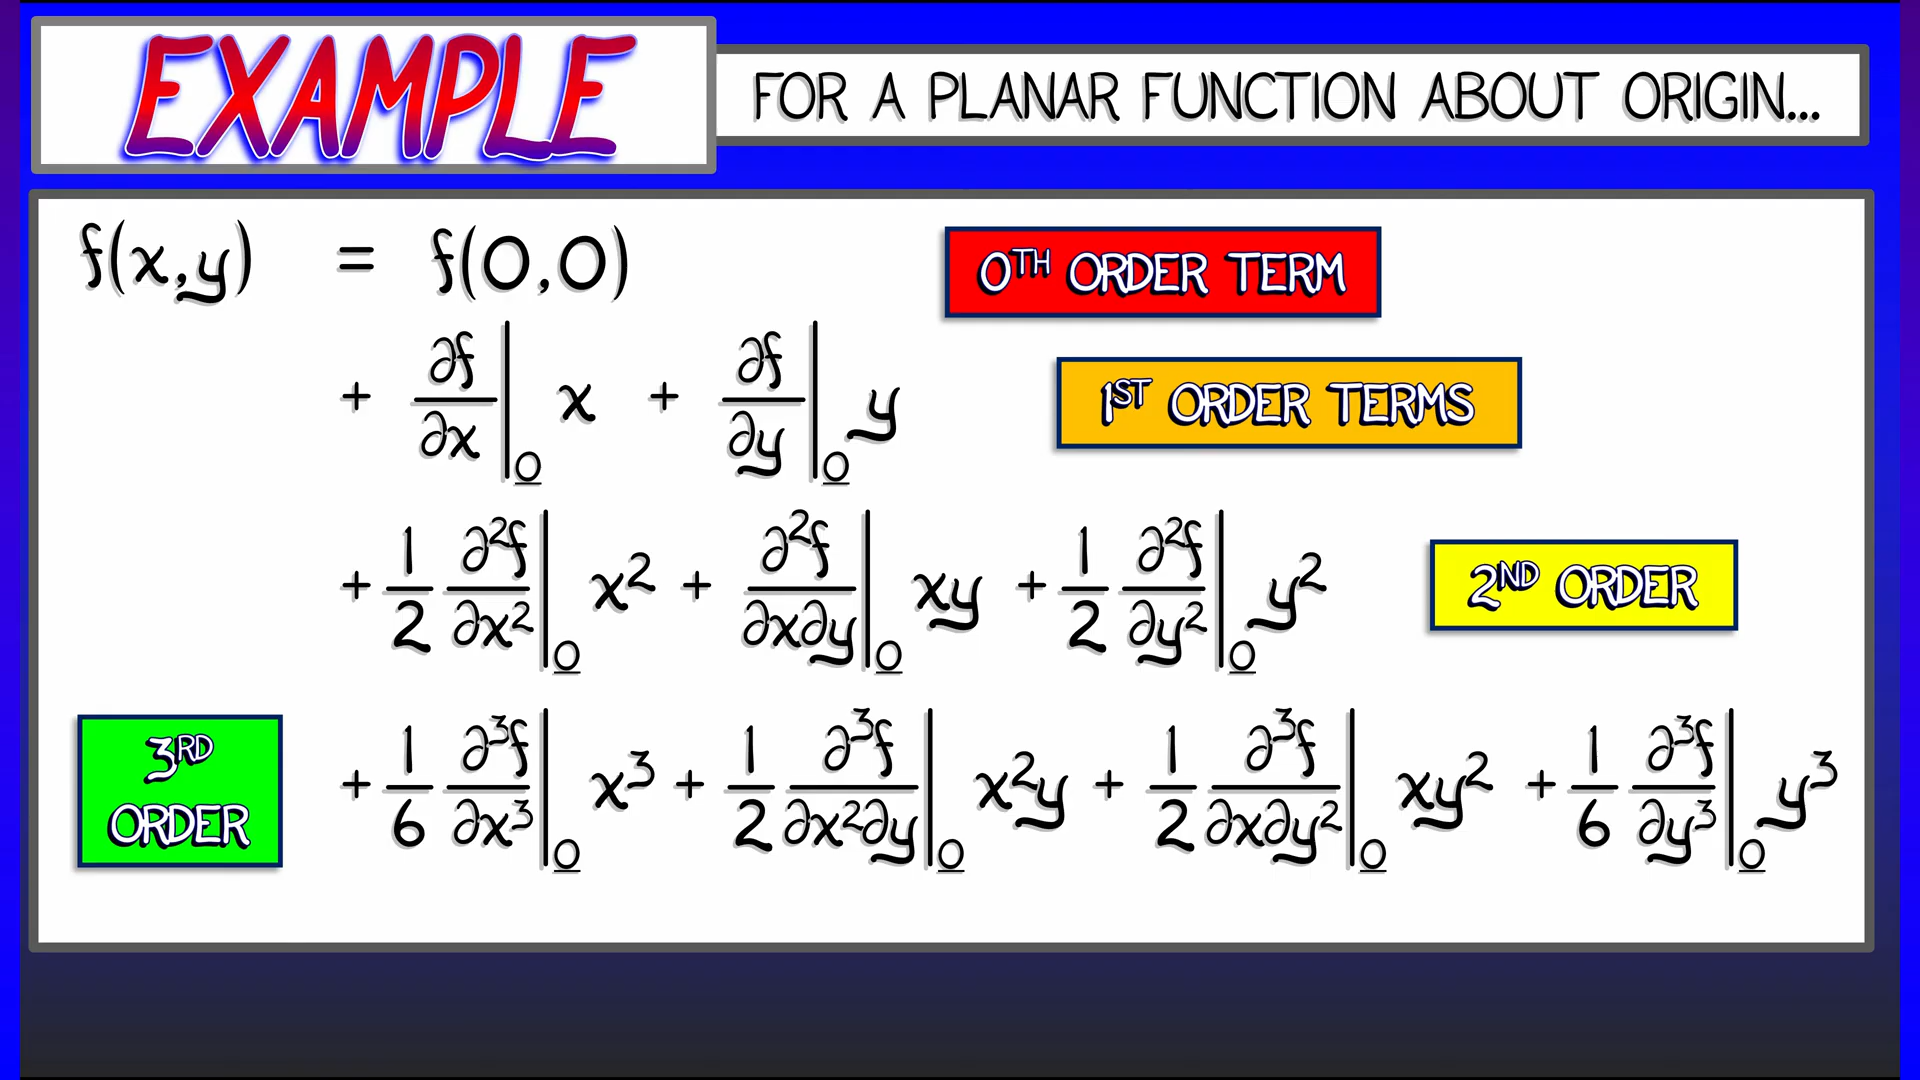 EXAMPLE
FOR A PLANAR FUNCTION ABOUT ORIGIN...
f(x,y) = f(0,0)
0TH ORDER TERM
+ ∂f/∂x|0 x + ∂f/∂y|0 y
1ST ORDER TERMS
+ 1/2 ∂²f/∂x²|0 x² + ∂²f/∂x∂y|0 xy + 1/2 ∂²f/∂y²|0 y²
2ND ORDER
3RD
ORDER
+ 1/6 ∂³f/∂x³|0 x³ + 1/2 ∂³f/∂x²∂y|0 x²y + 1/2 ∂³f/∂x∂y²|0 xy² + 1/6 ∂³f/∂y³|0 y³